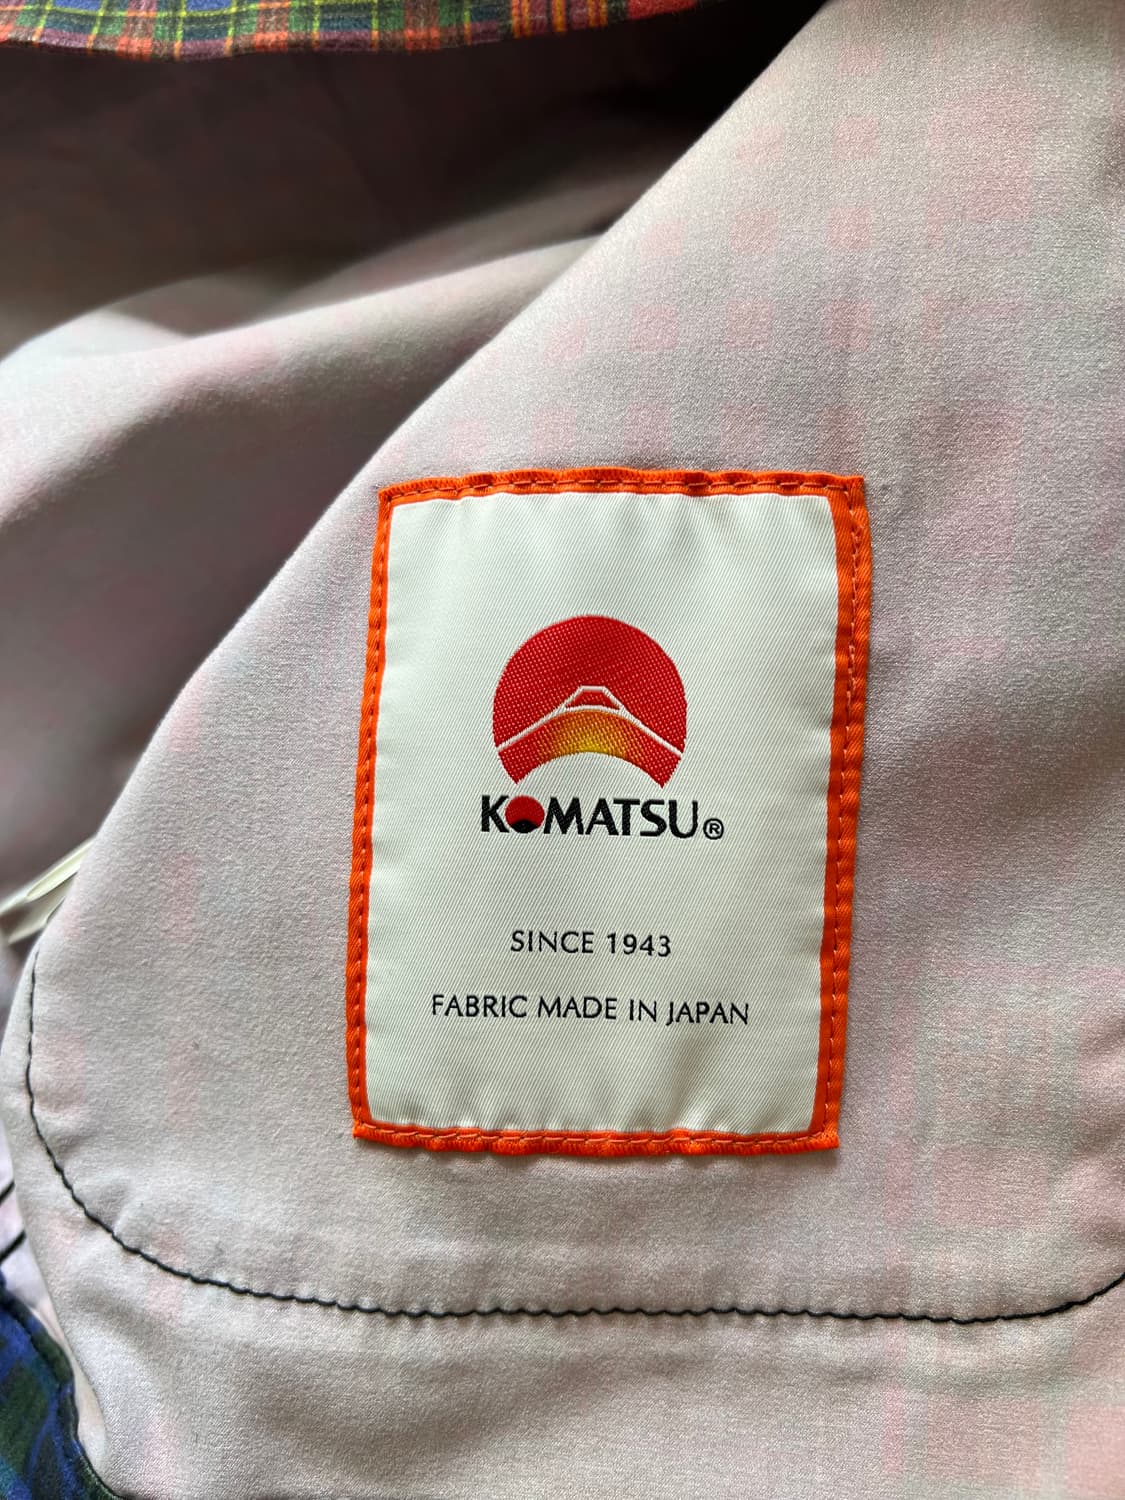 KOMATSU®
SINCE 1943
FABRIC MADE IN JAPAN